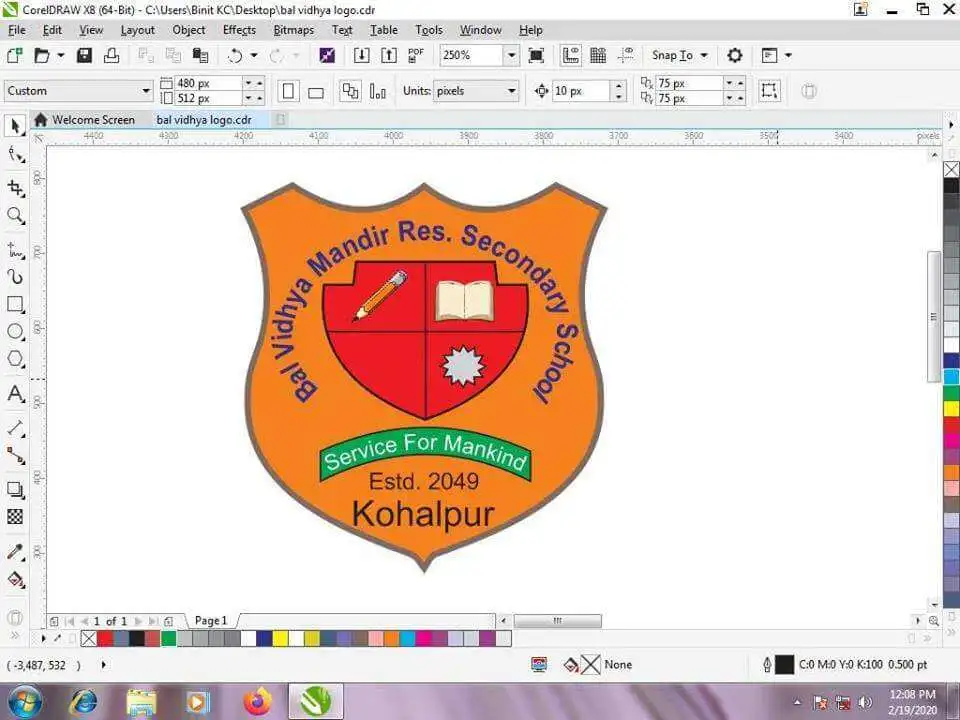 CorelDRAW X8 (64-Bit) - C:\Users\Binit KC\Desktop\bal vidhya logo.cdr
File Edit View Layout Object Effects Bitmaps Text Table Tools Window Help
PDF 250% Snap To
Custom 480 px 512 px Units: pixels 10 px 75 px 75 px
Welcome Screen bal vidhya logo.cdr
4400 4300 4200 4100 4000 3900 3800 3700 3600 3500 3400 3300 pixels
800
700
600
500
400
300
Bal Vidhya Mandir Res. Secondary School
Service For Mankind
Estd. 2049
Kohalpur
1 of 1 Page1
( -3,487, 532 ) None C:0 M:0 Y:0 K:100 0.500 pt
12:08 PM
2/19/2020